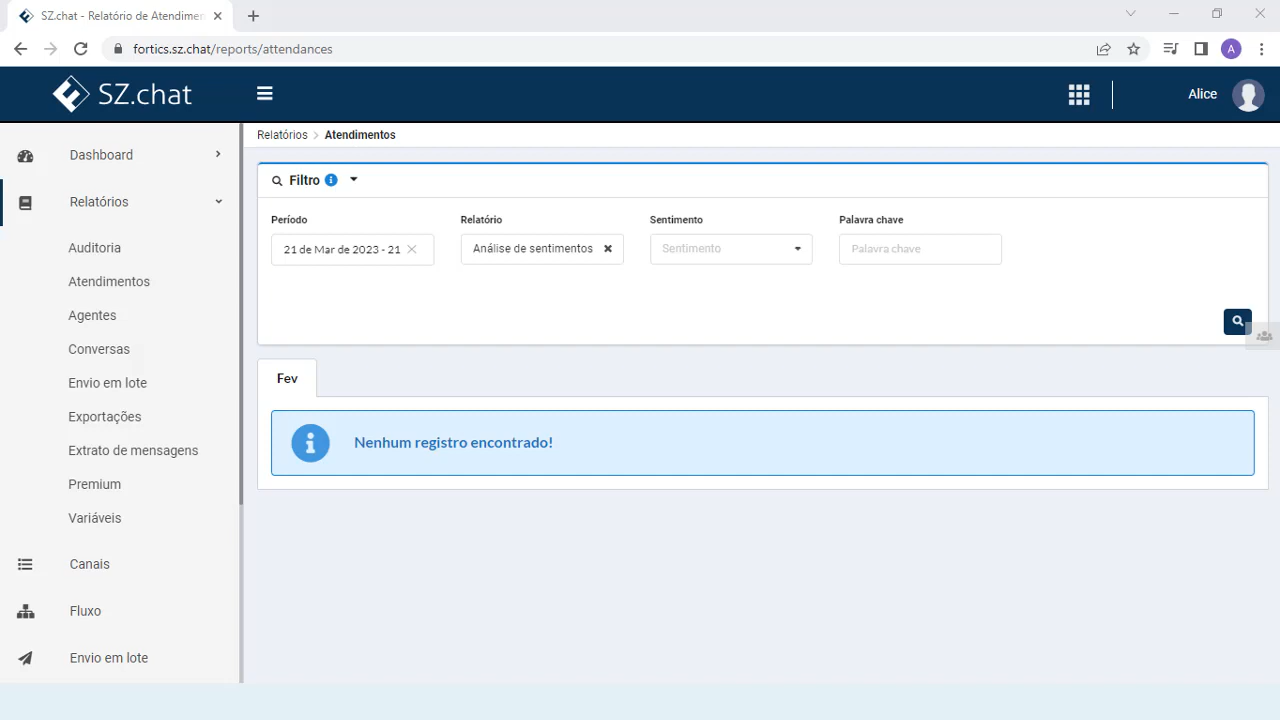 SZ.chat - Relatório de Atendimen
fortics.sz.chat/reports/attendances
A
SZ.chat
Alice
Dashboard
Relatórios
Auditoria
Atendimentos
Agentes
Conversas
Envio em lote
Exportações
Extrato de mensagens
Premium
Variáveis
Canais
Fluxo
Envio em lote
Relatórios > Atendimentos
Filtro
Período
Relatório
Sentimento
Palavra chave
21 de Mar de 2023 - 21
Análise de sentimentos
Sentimento
Palavra chave
Fev
Nenhum registro encontrado!